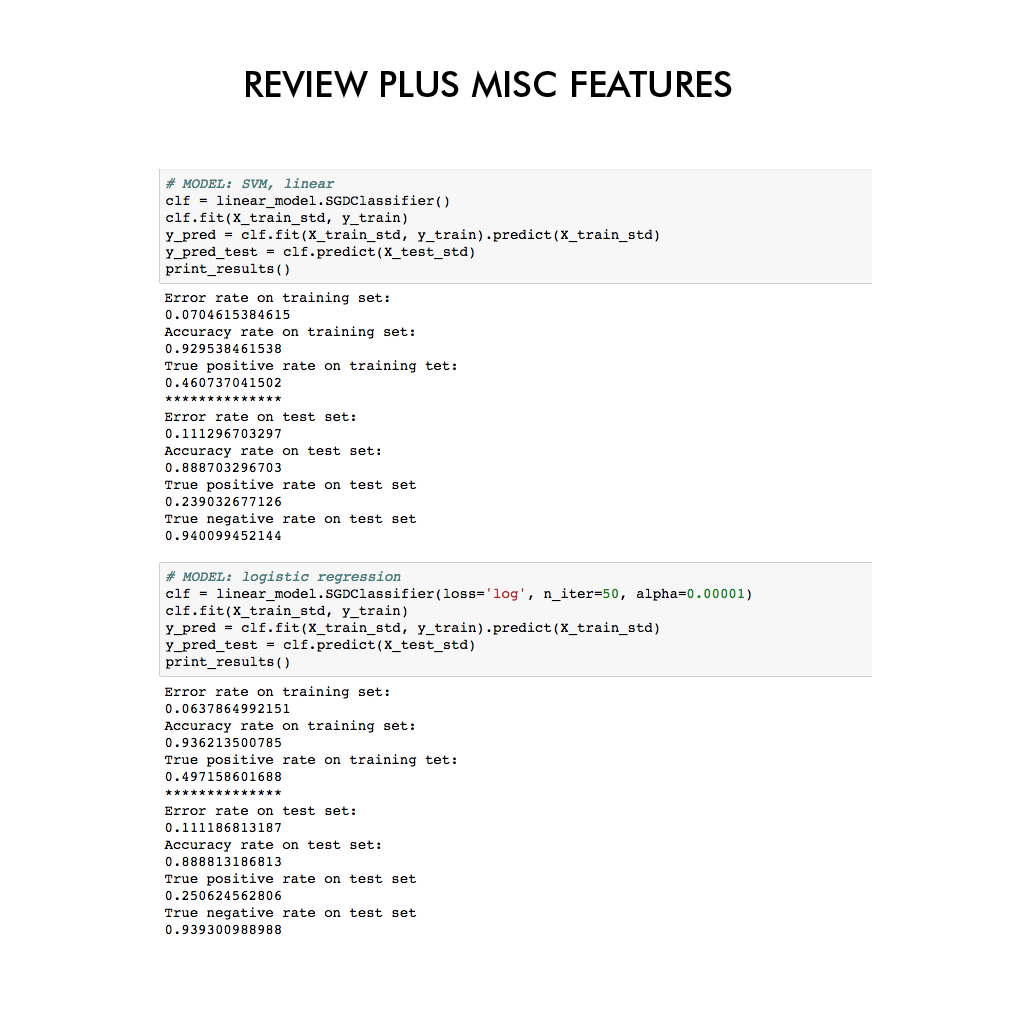 REVIEW PLUS MISC FEATURES
# MODEL: SVM, linear
clf = linear_model.SGDClassifier()
clf.fit(X_train_std, y_train)
y_pred = clf.fit(X_train_std, y_train).predict(X_train_std)
y_pred_test = clf.predict(X_test_std)
print_results()
Error rate on training set:
0.0704615384615
Accuracy rate on training set:
0.929538461538
True positive rate on training tet:
0.460737041502
**************
Error rate on test set:
0.111296703297
Accuracy rate on test set:
0.888703296703
True positive rate on test set
0.239032677126
True negative rate on test set
0.940099452144
# MODEL: logistic regression
clf = linear_model.SGDClassifier(loss='log', n_iter=50, alpha=0.00001)
clf.fit(X_train_std, y_train)
y_pred = clf.fit(X_train_std, y_train).predict(X_train_std)
y_pred_test = clf.predict(X_test_std)
print_results()
Error rate on training set:
0.0637864992151
Accuracy rate on training set:
0.936213500785
True positive rate on training tet:
0.497158601688
**************
Error rate on test set:
0.111186813187
Accuracy rate on test set:
0.888813186813
True positive rate on test set
0.250624562806
True negative rate on test set
0.939300988988